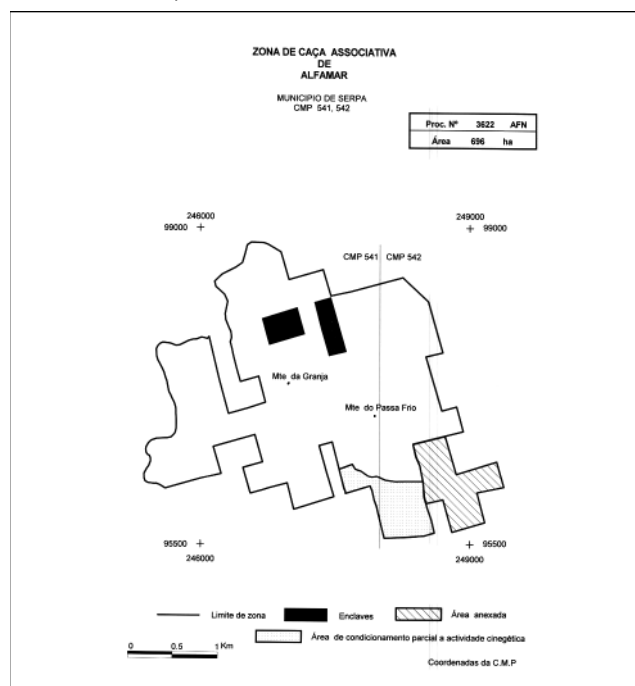 ZONA DE CAÇA ASSOCIATIVA
DE
ALFAMAR
MUNICIPIO DE SERPA
CMP 541, 542
Proc. Nº 3622 AFN
Área 696 ha
246000
99000
249000
99000
CMP 541 CMP 542
Mte da Granja
Mte do Passa Frio
95500
246000
95500
249000
Limite de zona Enclaves Área anexada
Área de condicionamento parcial a actividade cinegética
0 0.5 1 Km
Coordenadas da C.M.P